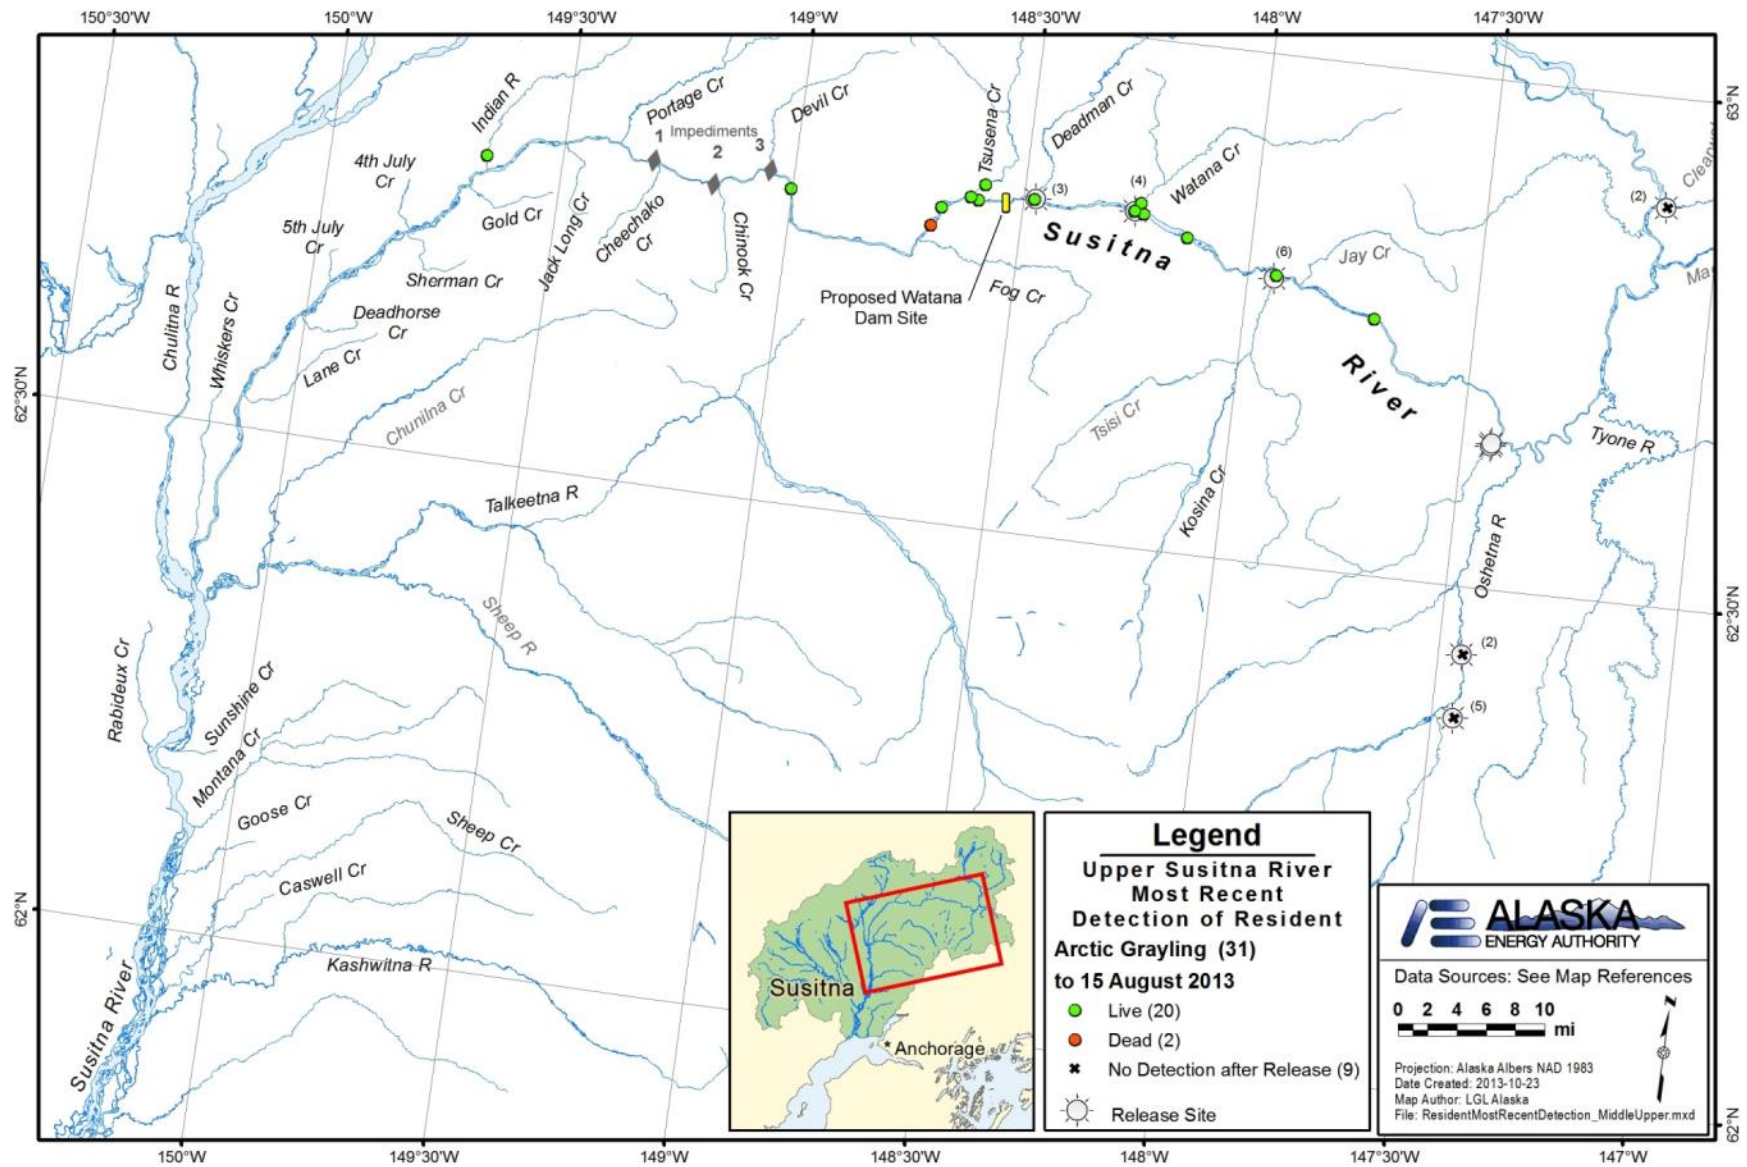 150°30'W
150°W
149°30'W
149°W
148°30'W
148°W
147°30'W
63°N
62°30'N
62°30'N
62°N
62°N
150°W
149°30'W
149°W
148°30'W
148°W
147°30'W
147°W
Indian R
Portage Cr
Impediments
1
2
3
Devil Cr
Tsusena Cr
Deadman Cr
Watana Cr
(3)
(4)
(2)
4th July
Cr
5th July
Cr
Gold Cr
Jack Long Cr
Cheechako
Cr
Chinook Cr
Sherman Cr
Deadhorse
Cr
Lane Cr
Chulitna R
Whiskers Cr
Chunilna Cr
Susitna
River
(6)
Jay Cr
Fog Cr
Proposed Watana
Dam Site
Tsisi Cr
Kosina Cr
Tyone R
Oshetna R
(2)
(5)
Talkeetna R
Sheep R
Rabideux Cr
Sunshine Cr
Montana Cr
Goose Cr
Sheep Cr
Caswell Cr
Kashwitna R
Susitna River
Susitna
* Anchorage
Legend
Upper Susitna River
Most Recent
Detection of Resident
Arctic Grayling (31)
to 15 August 2013
Live (20)
Dead (2)
No Detection after Release (9)
Release Site
ALASKA
ENERGY AUTHORITY
Data Sources: See Map References
0 2 4 6 8 10
mi
N
Projection: Alaska Albers NAD 1983
Date Created: 2013-10-23
Map Author: LGL Alaska
File: ResidentMostRecentDetection_MiddleUpper.mxd